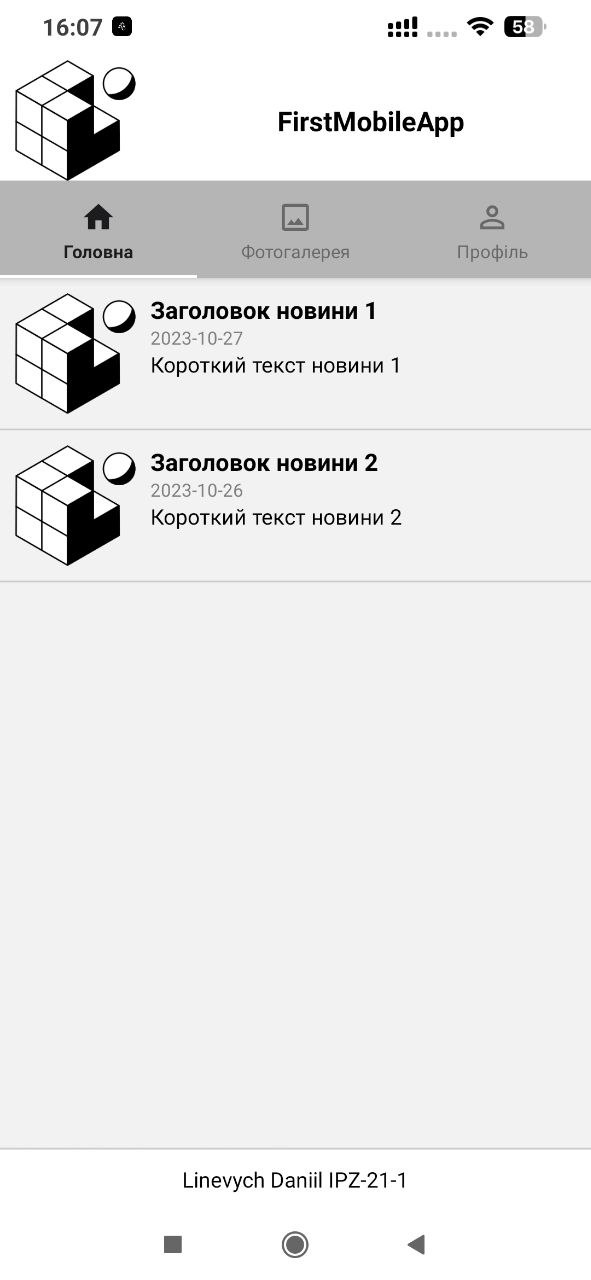 16:07
58
FirstMobileApp
Головна
Фотогалерея
Профіль
Заголовок новини 1
2023-10-27
Короткий текст новини 1
Заголовок новини 2
2023-10-26
Короткий текст новини 2
Linevych Daniil IPZ-21-1